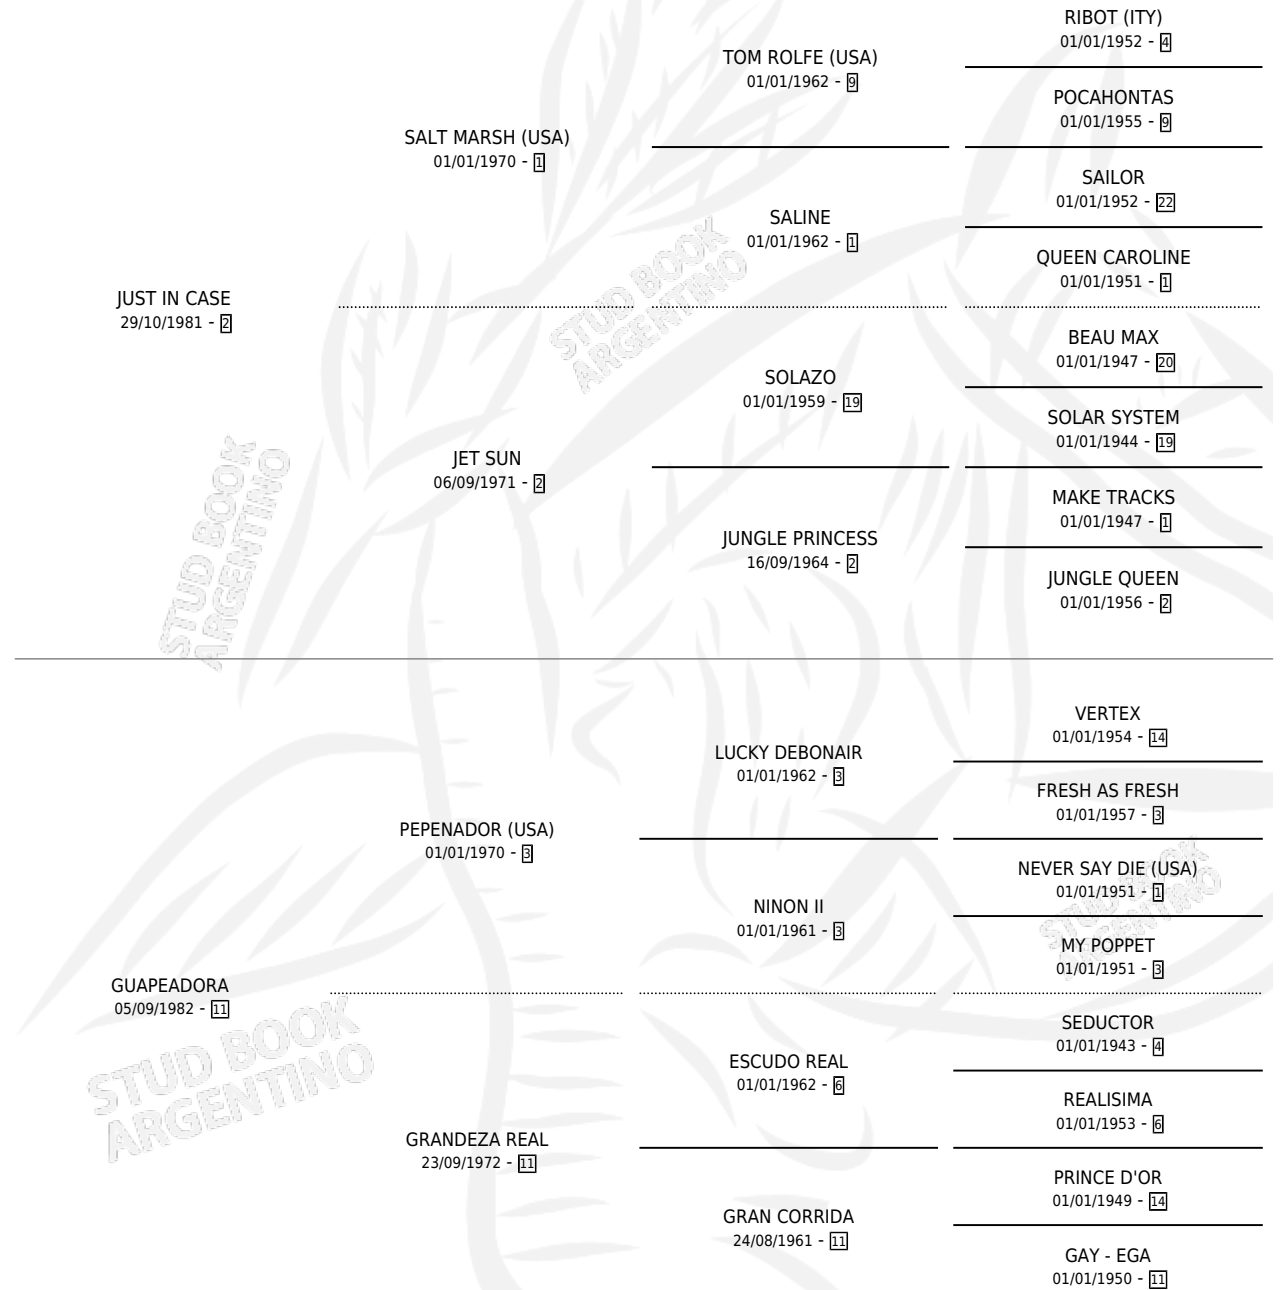 RIBOT (ITY)
01/01/1952 - 4
TOM ROLFE (USA)
01/01/1962 - 9
POCAHONTAS
01/01/1955 - 9
SALT MARSH (USA)
01/01/1970 - 1
SAILOR
01/01/1952 - 22
SALINE
01/01/1962 - 1
QUEEN CAROLINE
01/01/1951 - 1
JUST IN CASE
29/10/1981 - 2
BEAU MAX
01/01/1947 - 20
SOLAZO
01/01/1959 - 19
SOLAR SYSTEM
01/01/1944 - 19
JET SUN
06/09/1971 - 2
MAKE TRACKS
01/01/1947 - 1
JUNGLE PRINCESS
16/09/1964 - 2
JUNGLE QUEEN
01/01/1956 - 2
VERTEX
01/01/1954 - 14
LUCKY DEBONAIR
01/01/1962 - 3
FRESH AS FRESH
01/01/1957 - 3
PEPENADOR (USA)
01/01/1970 - 3
NEVER SAY DIE (USA)
01/01/1951 - 1
NINON II
01/01/1961 - 3
MY POPPET
01/01/1951 - 3
GUAPEADORA
05/09/1982 - 11
SEDUCTOR
01/01/1943 - 4
ESCUDO REAL
01/01/1962 - 6
REALISIMA
01/01/1953 - 6
GRANDEZA REAL
23/09/1972 - 11
PRINCE D'OR
01/01/1949 - 14
GRAN CORRIDA
24/08/1961 - 11
GAY - EGA
01/01/1950 - 11
STUD BOOK
ARGENTINO
STUD BOOK
ARGENTINO
STUD BOOK
ARGENTINO
STUD BOOK
ARGENTINO